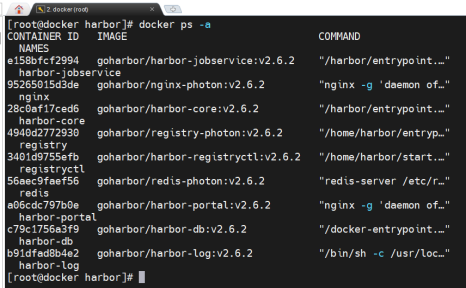 2. docker (root)
[root@docker harbor]# docker ps -a
CONTAINER ID IMAGE COMMAND
NAMES
e158bfcf2994 goharbor/harbor-jobservice:v2.6.2 "/harbor/entrypoint.…"
harbor-jobservice
95265015d3de goharbor/nginx-photon:v2.6.2 "nginx -g 'daemon of…"
nginx
28c0af17ced6 goharbor/harbor-core:v2.6.2 "/harbor/entrypoint.…"
harbor-core
4940d2772930 goharbor/registry-photon:v2.6.2 "/home/harbor/entryp…"
registry
3401d9755efb goharbor/harbor-registryctl:v2.6.2 "/home/harbor/start.…"
registryctl
56aec9faef56 goharbor/redis-photon:v2.6.2 "redis-server /etc/r…"
redis
a06cdc797b0e goharbor/harbor-portal:v2.6.2 "nginx -g 'daemon of…"
harbor-portal
c79c1756a3f9 goharbor/harbor-db:v2.6.2 "/docker-entrypoint.…"
harbor-db
b91dfad8b4e2 goharbor/harbor-log:v2.6.2 "/bin/sh -c /usr/loc…"
harbor-log
[root@docker harbor]#